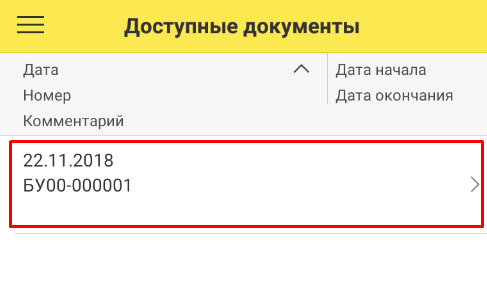 Доступные документы
Дата
Дата начала
Номер
Дата окончания
Комментарий
22.11.2018
БУ00-000001